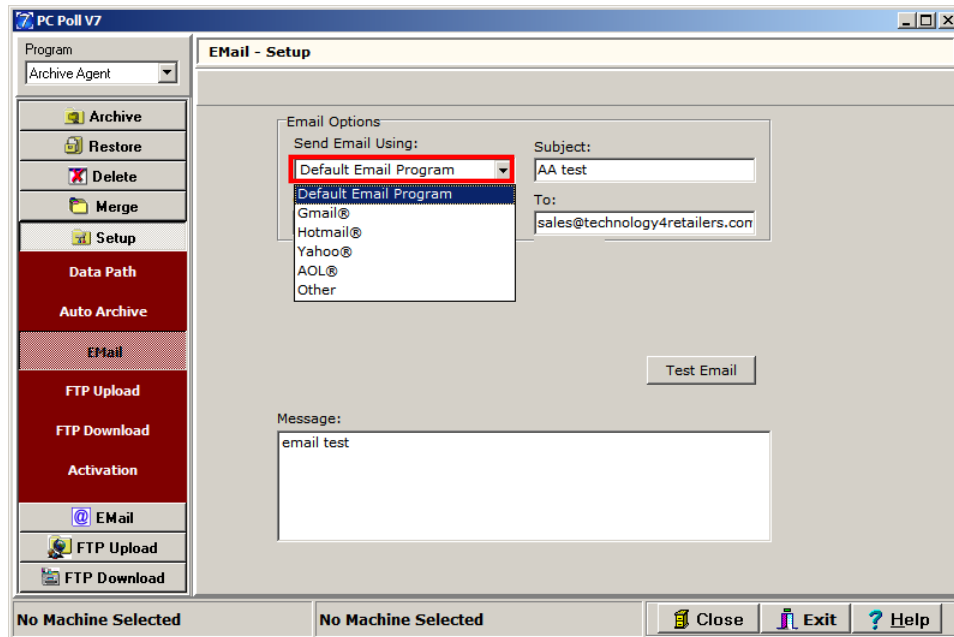 PC Poll V7
Program
Archive Agent
Archive
Restore
Delete
Merge
Setup
Data Path
Auto Archive
EMail
FTP Upload
FTP Download
Activation
EMail
FTP Upload
FTP Download
EMail - Setup
Email Options
Send Email Using:
Default Email Program
Default Email Program
Gmail®
Hotmail®
Yahoo®
AOL®
Other
Subject:
AA test
To:
sales@technology4retailers.com
Test Email
Message:
email test
No Machine Selected
No Machine Selected
Close
Exit
? Help